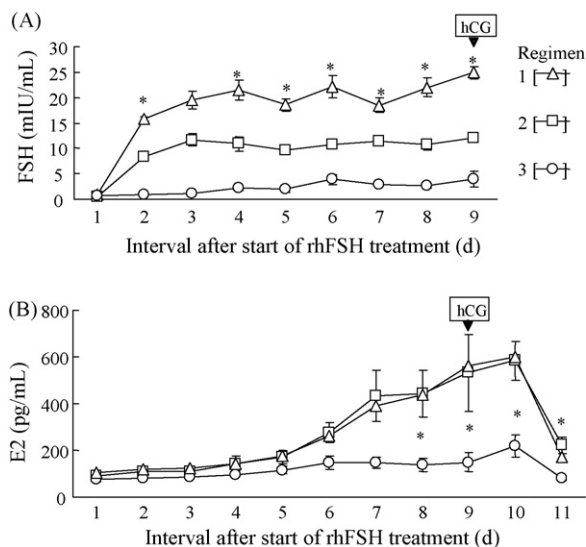 (A)
hCG
Regimen
1 [△]
2 [□]
3 [○]
FSH (mIU/mL)
30
25
20
15
10
5
0
* * * * * * *
1 2 3 4 5 6 7 8 9
Interval after start of rhFSH treatment (d)
(B)
hCG
E2 (pg/mL)
800
600
400
200
0
* * * *
1 2 3 4 5 6 7 8 9 10 11
Interval after start of rhFSH treatment (d)